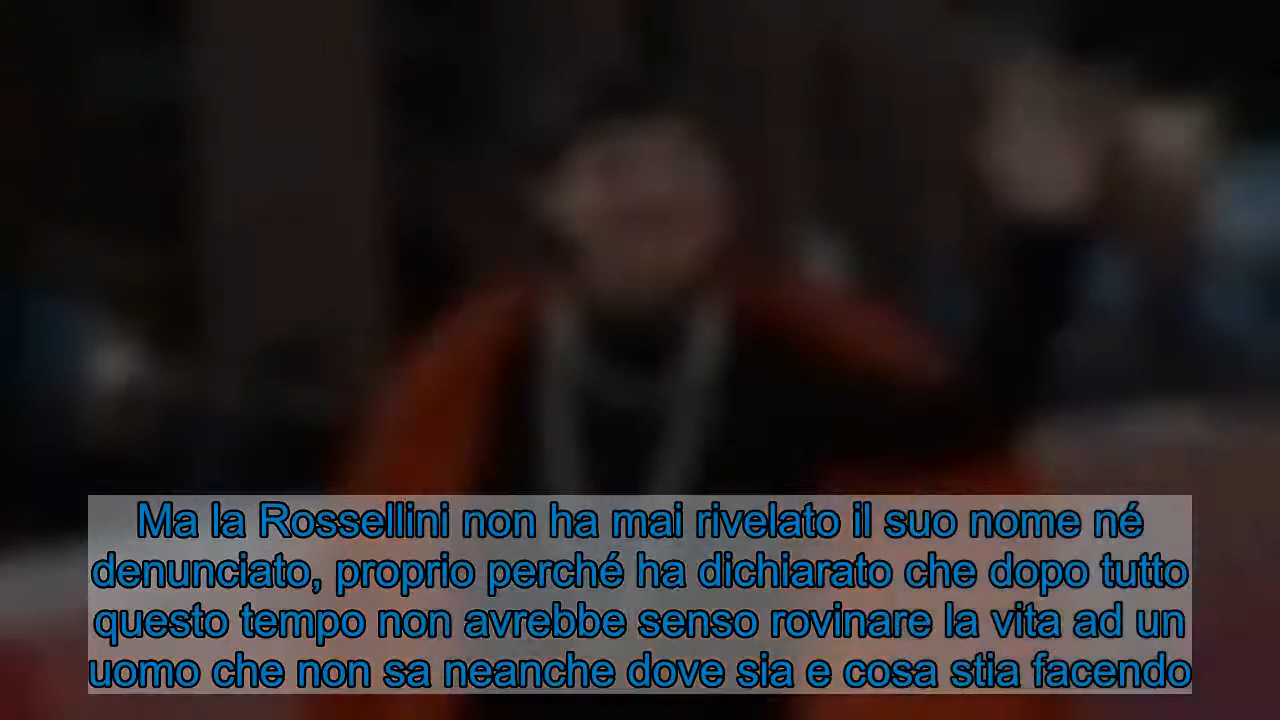 Ma la Rossellini non ha mai rivelato il suo nome né
denunciato, proprio perché ha dichiarato che dopo tutto
questo tempo non avrebbe senso rovinare la vita ad un
uomo che non sa neanche dove sia e cosa stia facendo